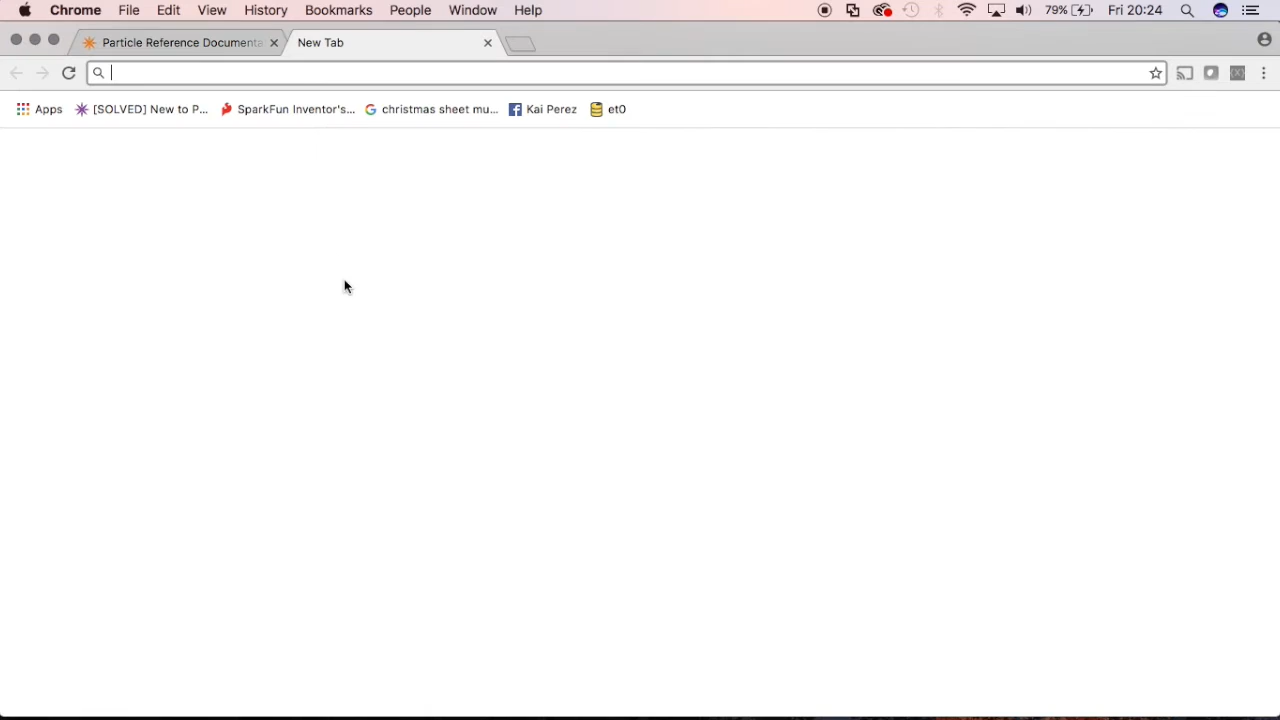 Chrome File Edit View History Bookmarks People Window Help 79% Fri 20:24
Particle Reference Documenta New Tab
Apps [SOLVED] New to P... SparkFun Inventor's... christmas sheet mu... Kai Perez et0